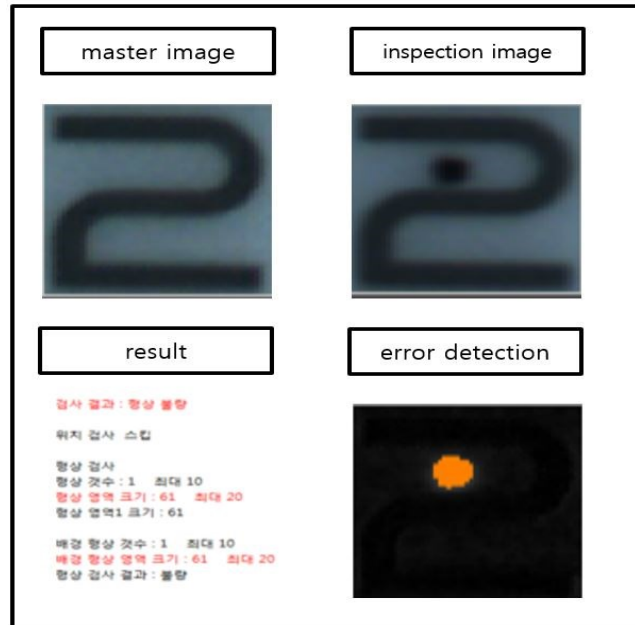 master image
inspection image
2
2
result
error detection
검사 결과 : 형상 불량
위치 검사 스킵
형상 검사
형상 갯수 : 1 최대 10
형상 영역 크기 : 61 최대 20
형상 영역1 크기 : 61
배경 형상 갯수 : 1 최대 10
배경 형상 영역 크기 : 61 최대 20
형상 검사 결과 : 불량
2